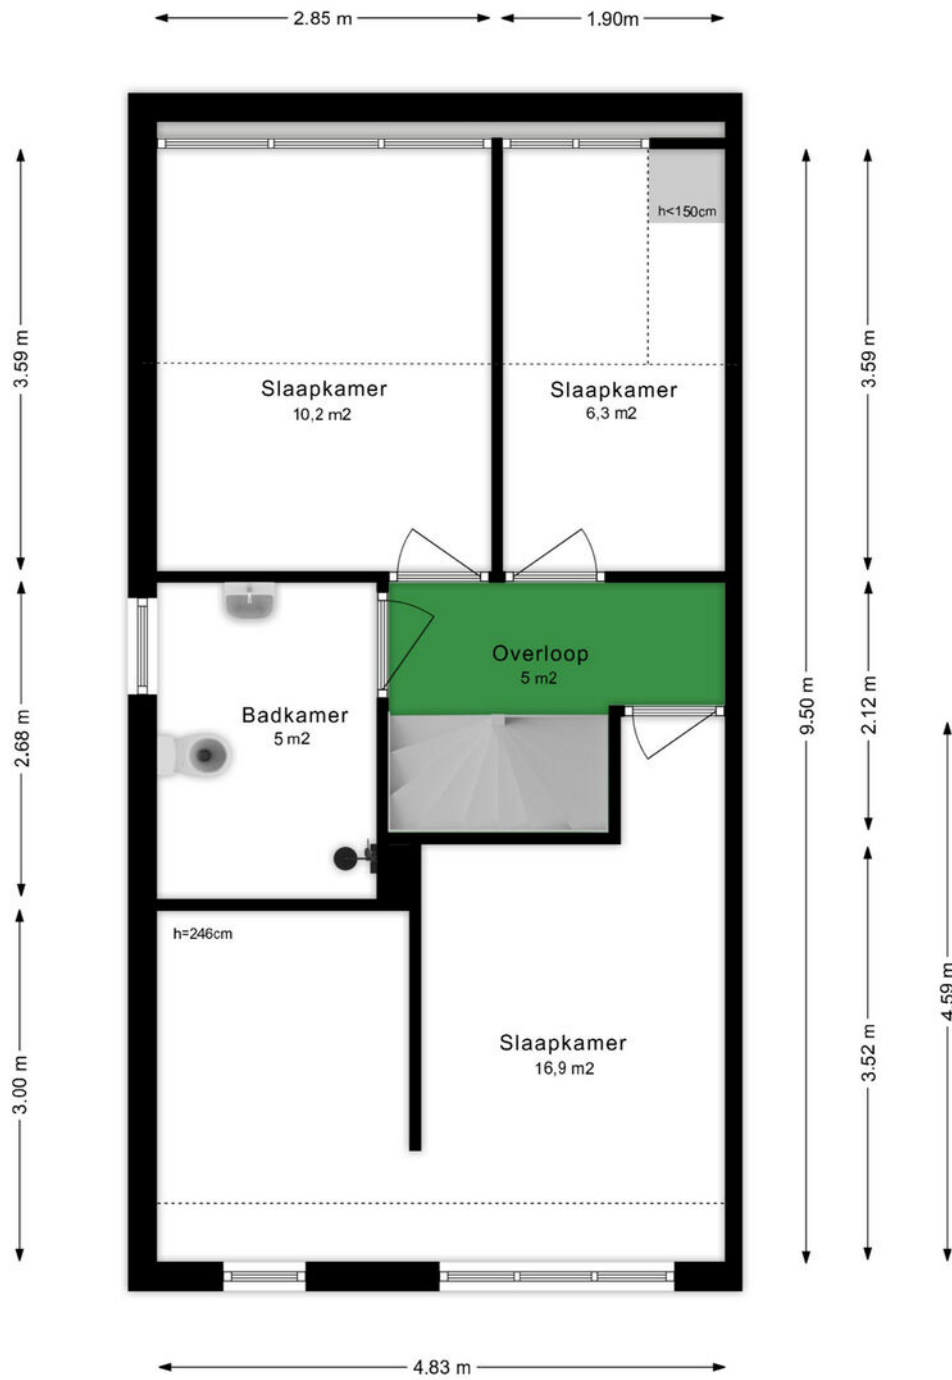 2.85 m
1.90m
h<150cm
3.59 m
3.59 m
Slaapkamer
10,2 m2
Slaapkamer
6,3 m2
Overloop
5 m2
9.50 m
2.12 m
Badkamer
5 m2
2.68 m
h=246cm
4.59 m
Slaapkamer
16,9 m2
3.00 m
3.52 m
4.83 m